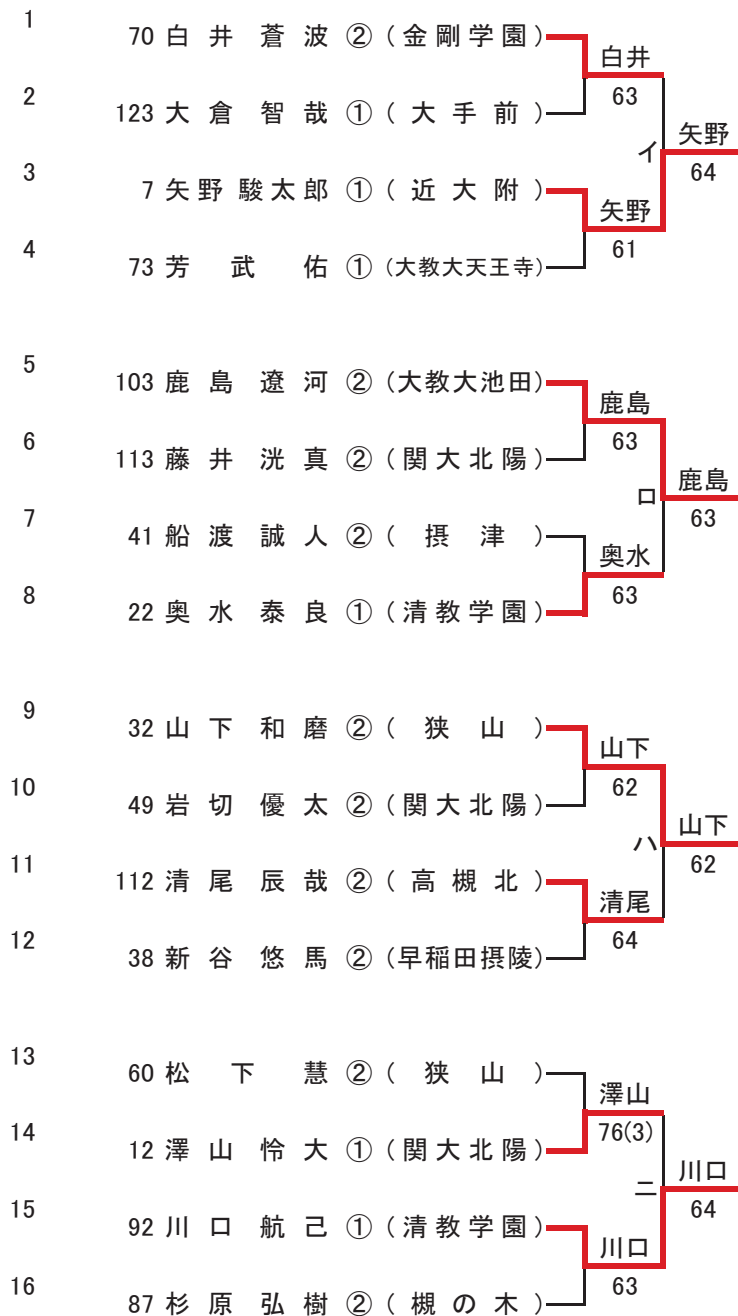 1
70 白井 蒼波 ② (金剛学園)
白井
63
2
123 大倉 智哉 ① (大手前)
イ
矢野
64
3
7 矢野 駿太郎 ① (近大附)
矢野
61
4
73 芳武 佑 ① (大教大天王寺)
5
103 鹿島 遼河 ② (大教大池田)
鹿島
63
6
113 藤井 洸真 ② (関大北陽)
ロ
鹿島
63
7
41 船渡 誠人 ② (摂津)
奥水
63
8
22 奥水 泰良 ① (清教学園)
9
32 山下 和磨 ② (狭山)
山下
62
10
49 岩切 優太 ② (関大北陽)
ハ
山下
62
11
112 清尾 辰哉 ② (高槻北)
清尾
64
12
38 新谷 悠馬 ② (早稲田摂陵)
13
60 松下 慧 ② (狭山)
澤山
76(3)
14
12 澤山 怜大 ① (関大北陽)
ニ
川口
64
15
92 川口 航己 ① (清教学園)
川口
63
16
87 杉原 弘樹 ② (槻の木)